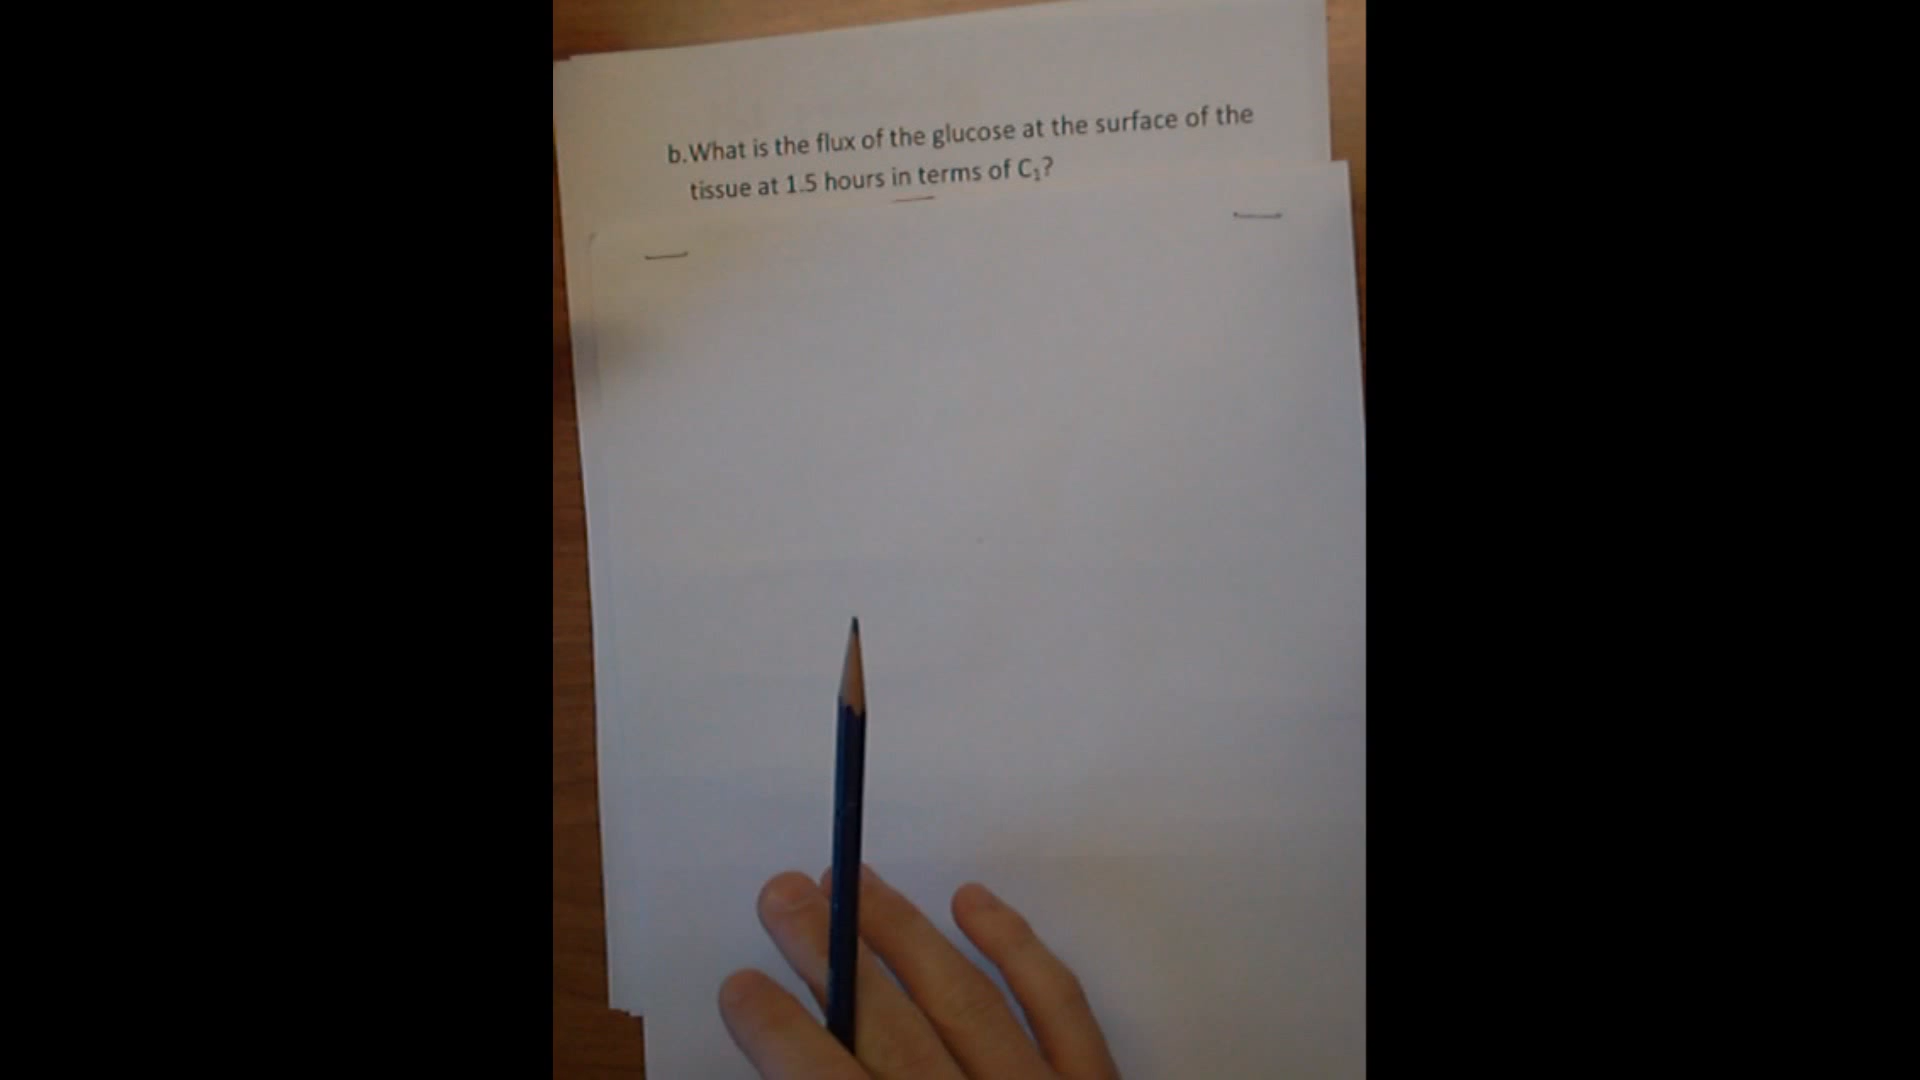 b.What is the flux of the glucose at the surface of the
tissue at 1.5 hours in terms of C₁?